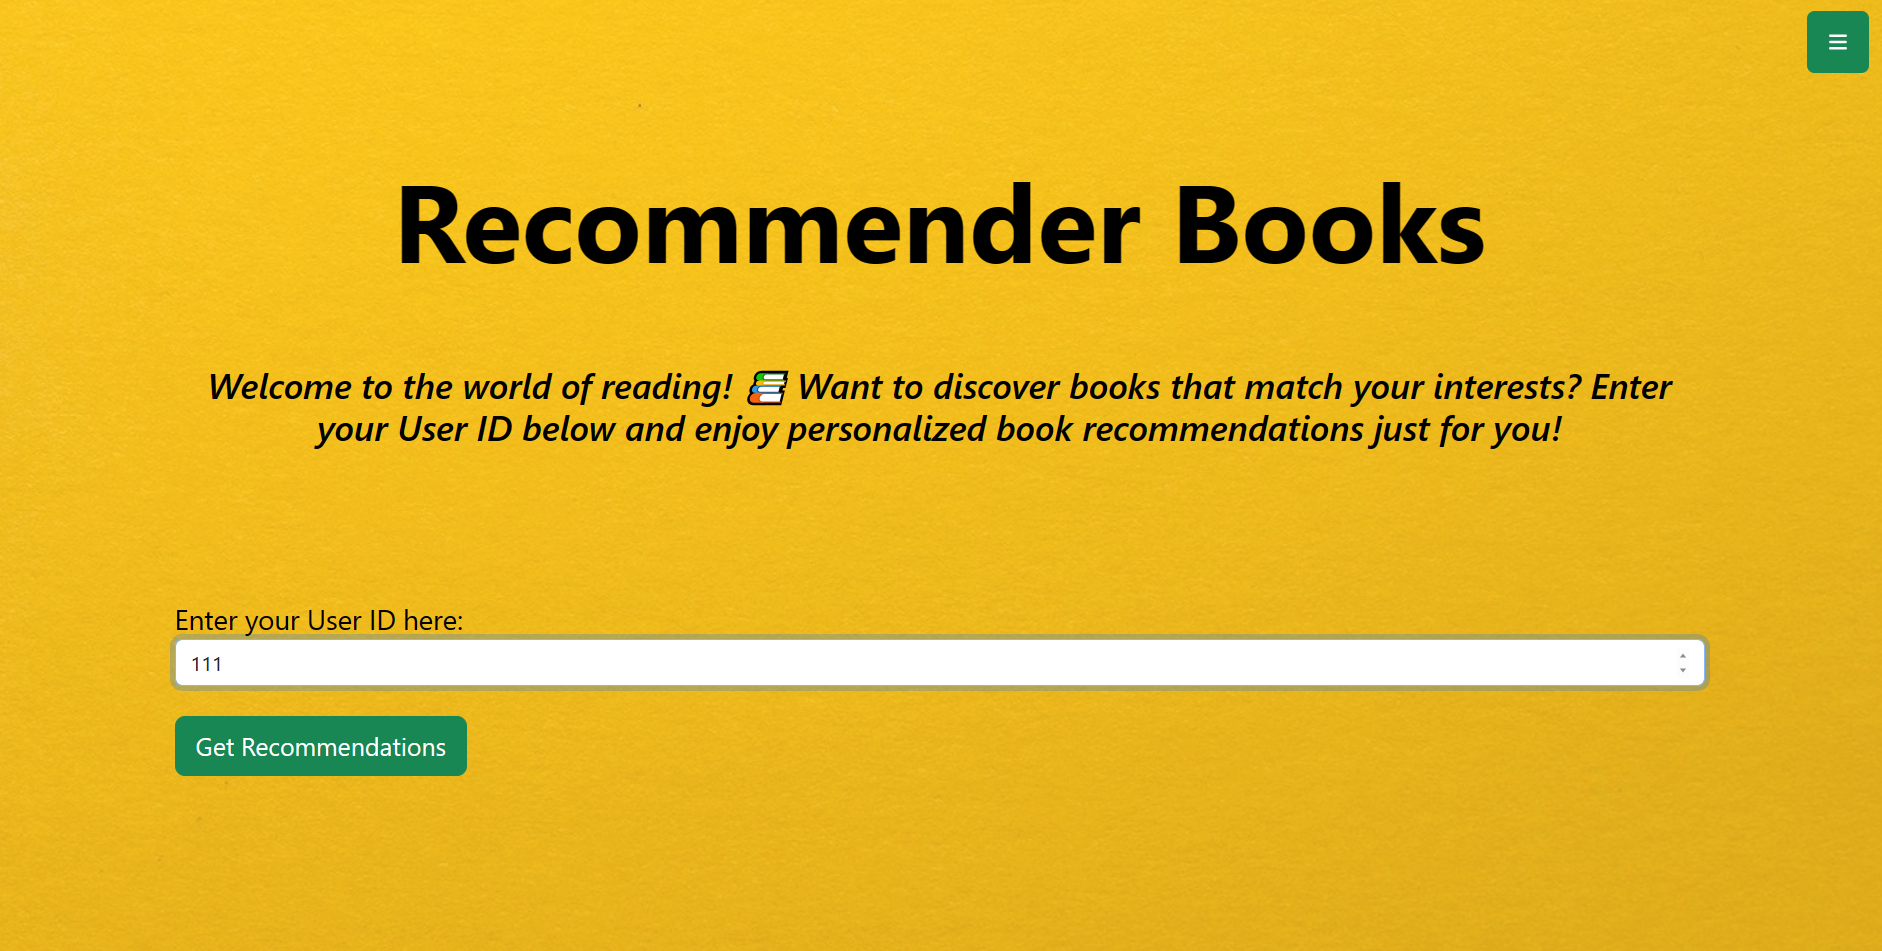 Recommender Books
Welcome to the world of reading! 📚 Want to discover books that match your interests? Enter
your User ID below and enjoy personalized book recommendations just for you!
Enter your User ID here:
111
Get Recommendations